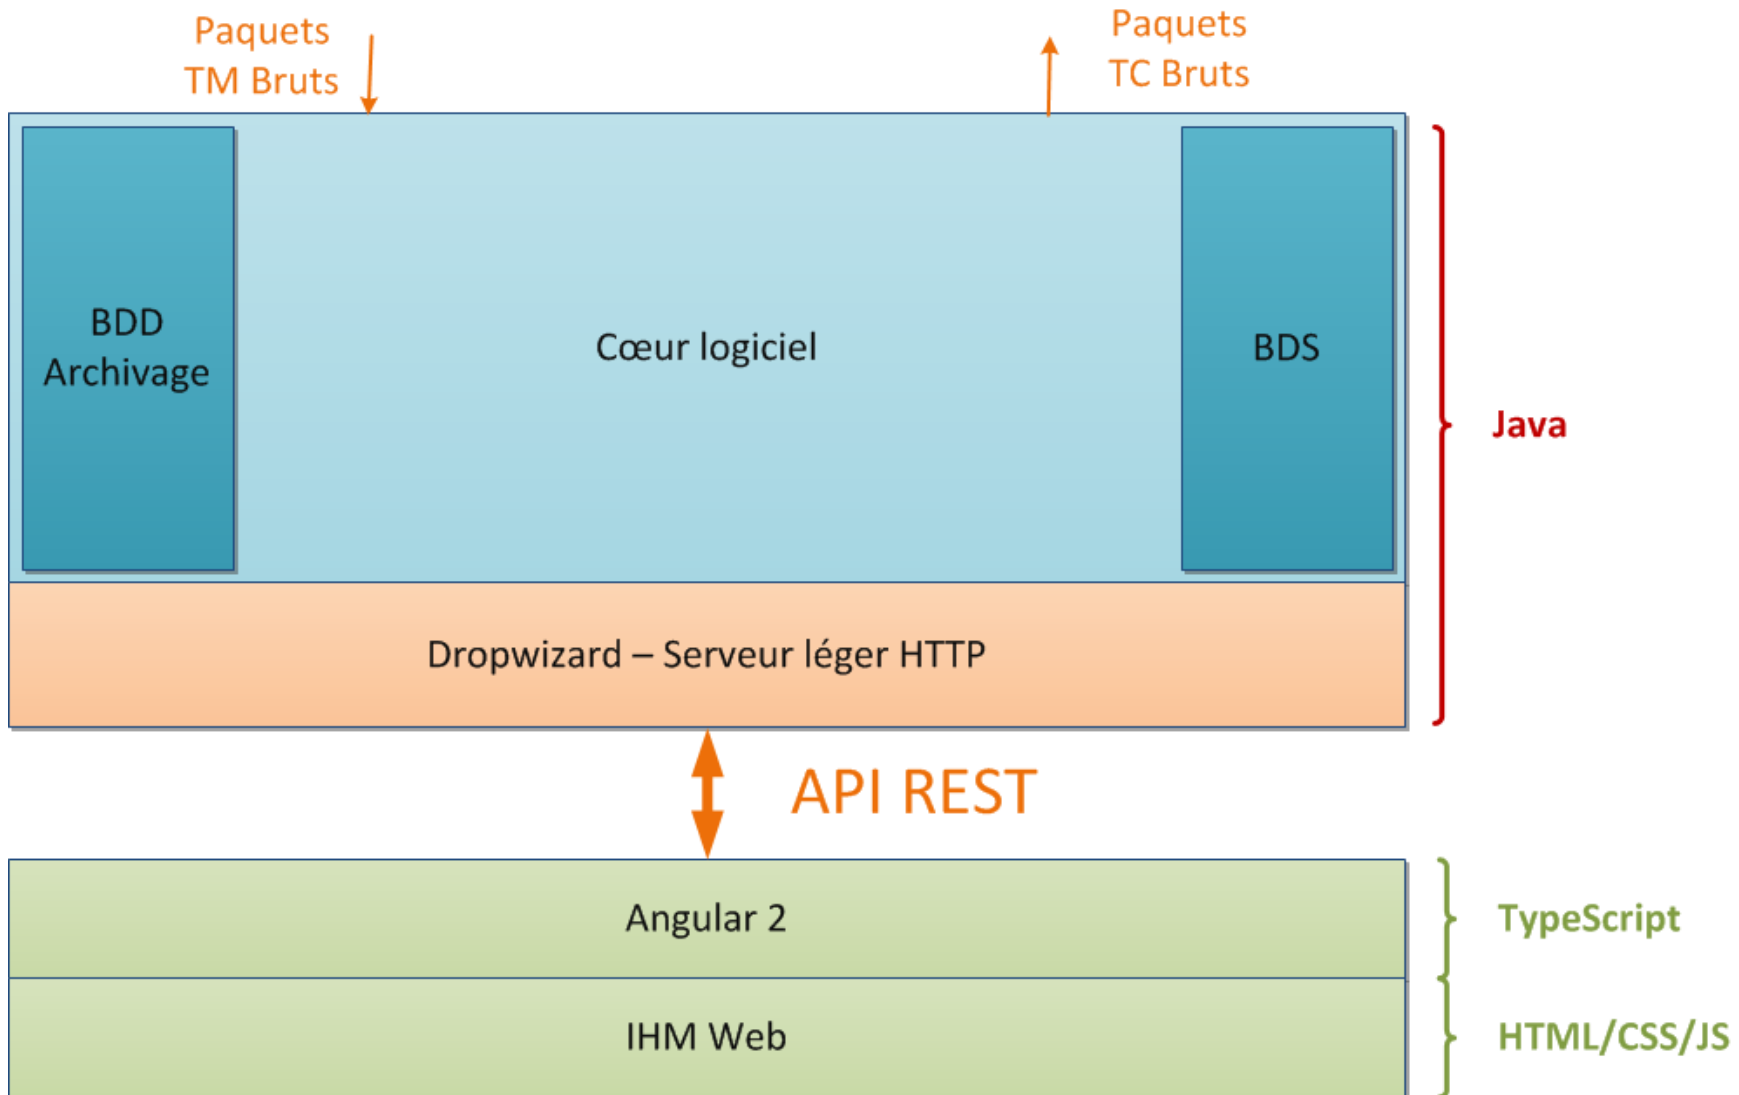 Paquets
TM Bruts
Paquets
TC Bruts
BDD
Archivage
Cœur logiciel
BDS
Java
Dropwizard – Serveur léger HTTP
API REST
Angular 2
TypeScript
IHM Web
HTML/CSS/JS